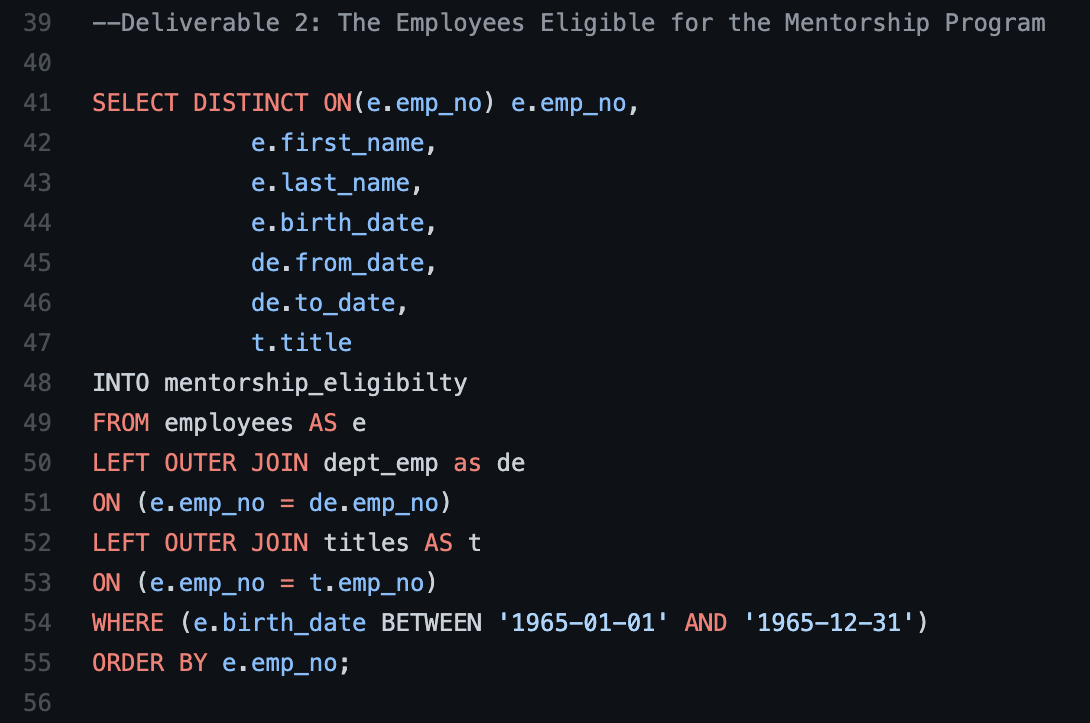 39 --Deliverable 2: The Employees Eligible for the Mentorship Program
40
41 SELECT DISTINCT ON(e.emp_no) e.emp_no,
42 e.first_name,
43 e.last_name,
44 e.birth_date,
45 de.from_date,
46 de.to_date,
47 t.title
48 INTO mentorship_eligibilty
49 FROM employees AS e
50 LEFT OUTER JOIN dept_emp as de
51 ON (e.emp_no = de.emp_no)
52 LEFT OUTER JOIN titles AS t
53 ON (e.emp_no = t.emp_no)
54 WHERE (e.birth_date BETWEEN '1965-01-01' AND '1965-12-31')
55 ORDER BY e.emp_no;
56